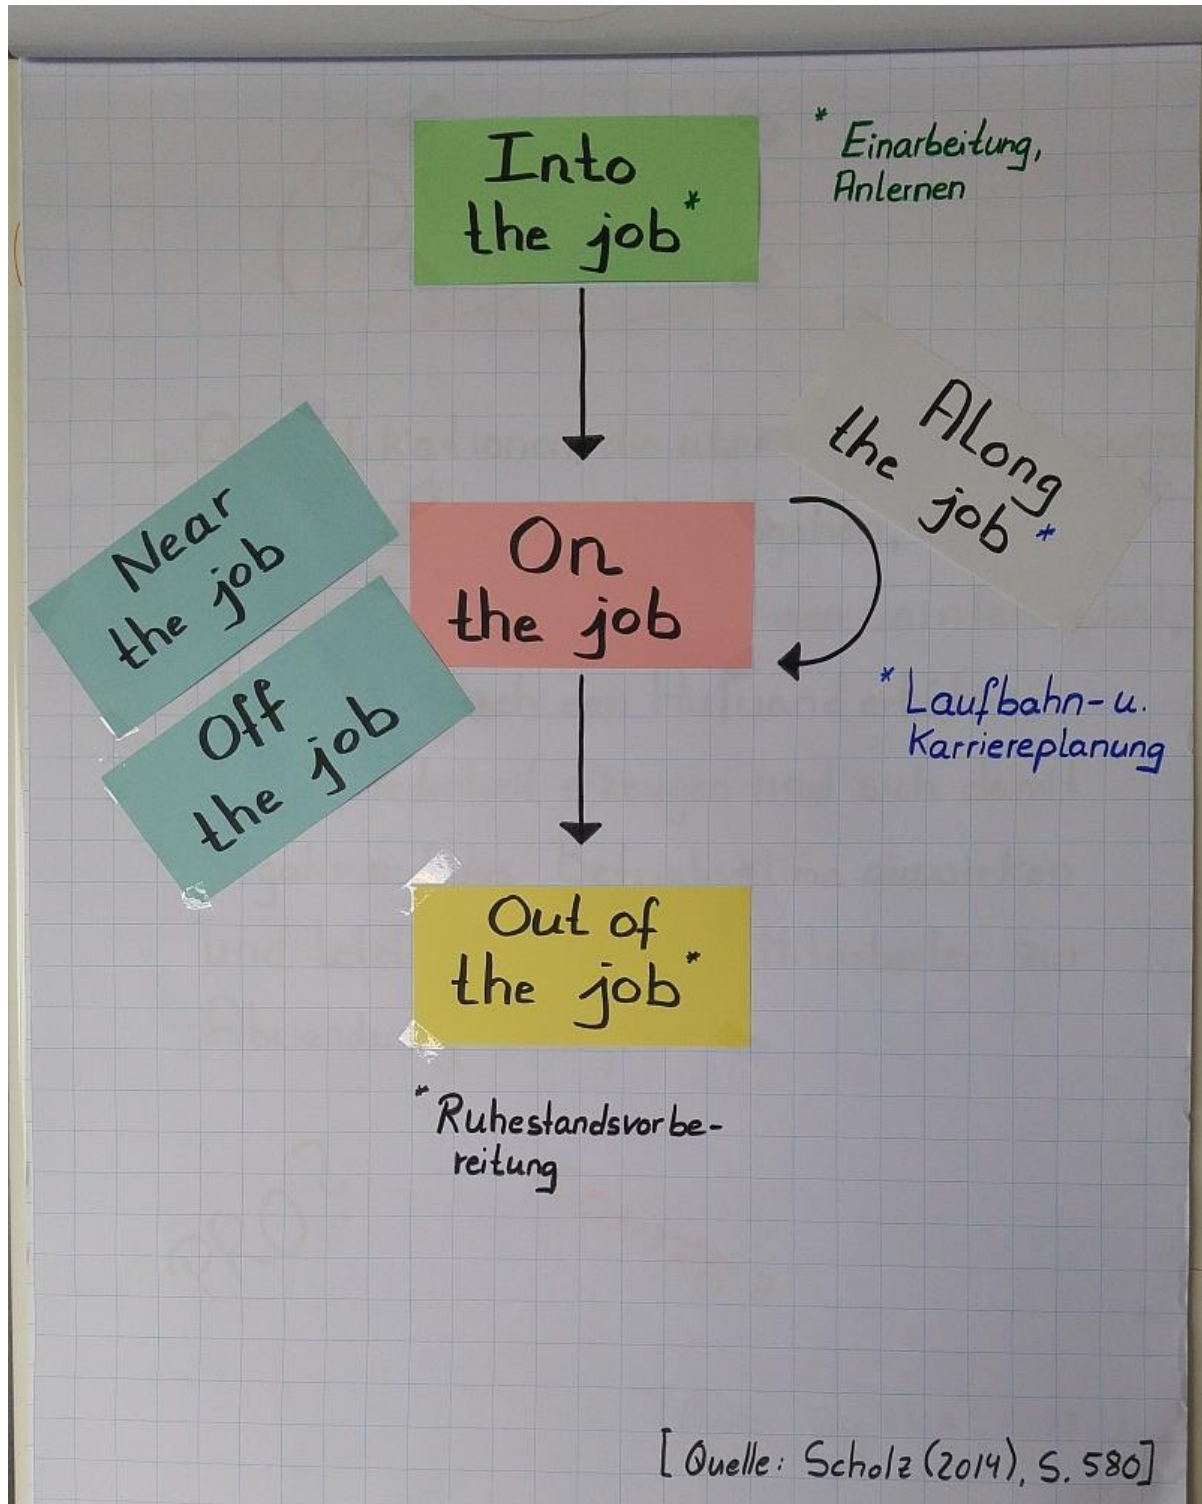 Into
the job*
* Einarbeitung,
Anlernen
Along
the job*
Near
the job
On
the job
Off
the job
* Laufbahn- u.
Karriereplanung
Out of
the job*
* Ruhestandsvorbe-
reitung
[Quelle: Scholz (2014), S. 580]